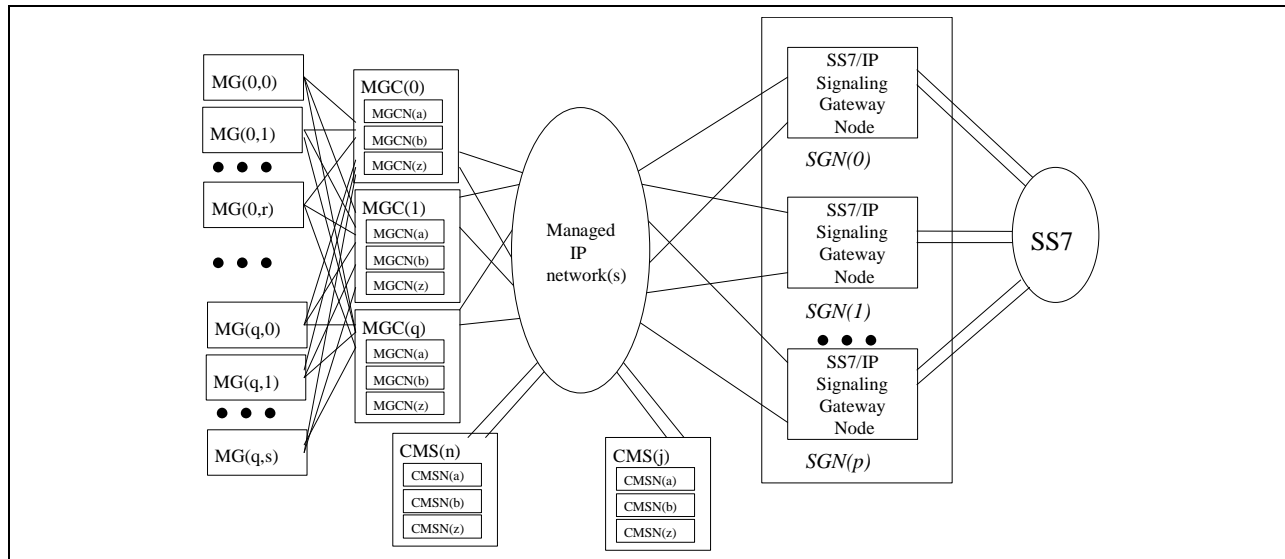 MG(0,0)
MG(0,1)
MG(0,r)
MG(q,0)
MG(q,1)
MG(q,s)
MGC(0)
MGCN(a)
MGCN(b)
MGCN(z)
MGC(1)
MGCN(a)
MGCN(b)
MGCN(z)
MGC(q)
MGCN(a)
MGCN(b)
MGCN(z)
CMS(n)
CMSN(a)
CMSN(b)
CMSN(z)
Managed
IP
network(s)
CMS(j)
CMSN(a)
CMSN(b)
CMSN(z)
SS7/IP
Signaling
Gateway
Node
SGN(0)
SS7/IP
Signaling
Gateway
Node
SGN(1)
SS7/IP
Signaling
Gateway
Node
SGN(p)
SS7